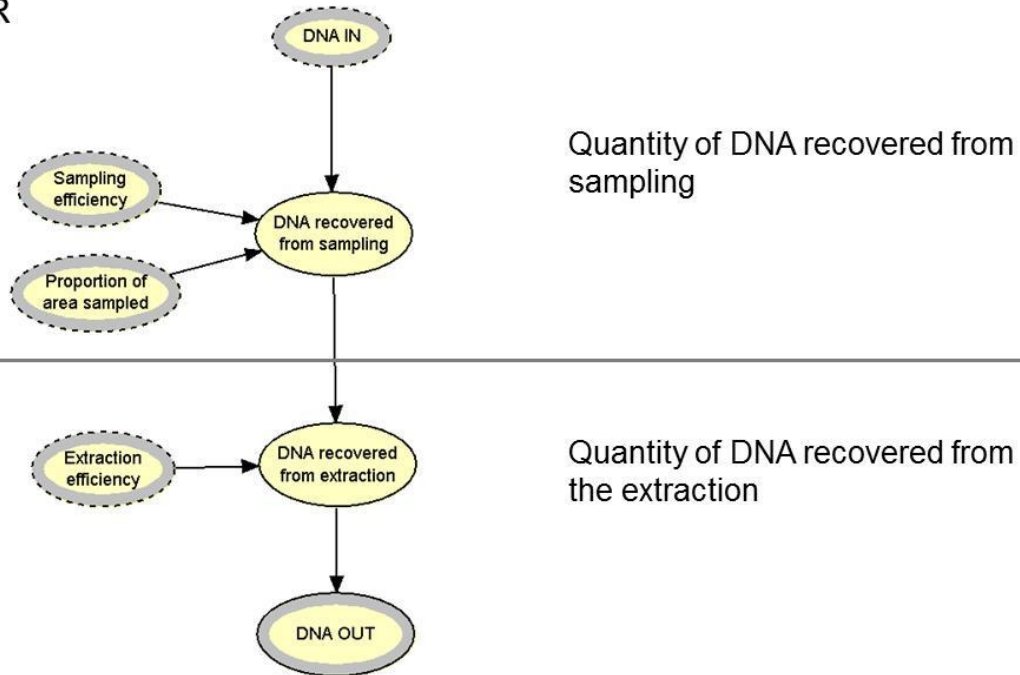 R
DNA IN
Quantity of DNA recovered from
sampling
Sampling
efficiency
DNA recovered
from sampling
Proportion of
area sampled
Extraction
efficiency
DNA recovered
from extraction
Quantity of DNA recovered from
the extraction
DNA OUT